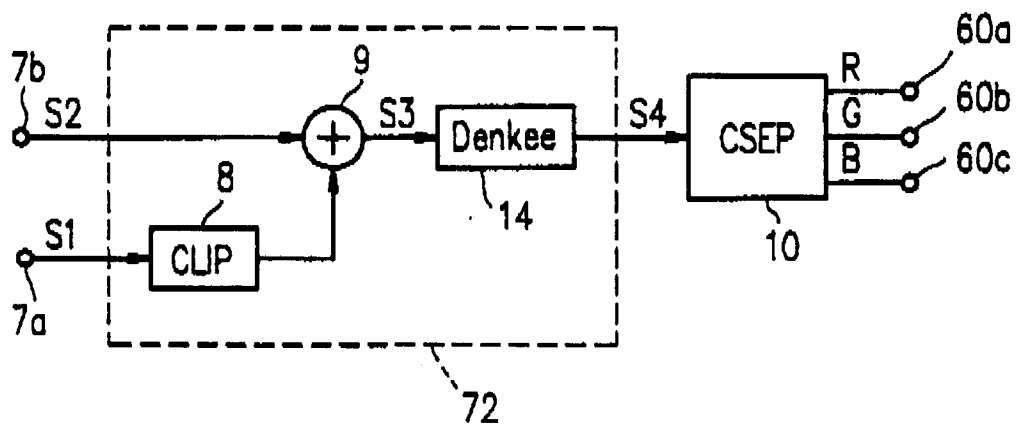 60a
7b
9
R
S2
S3
S4
60b
G
+
Denkee
CSEP
B
60c
8
14
S1
10
CLIP
7a
72